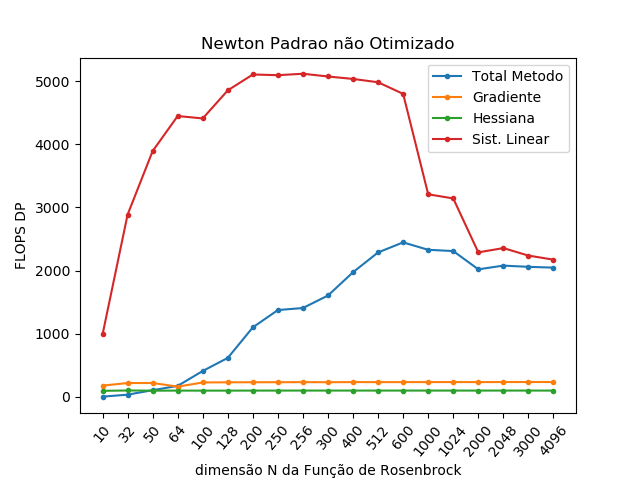 Newton Padrao não Otimizado
Total Metodo
Gradiente
Hessiana
Sist. Linear
FLOPS DP
5000
4000
3000
2000
1000
0
10 32 50 64 100 128 200 250 256 300 400 512 600 1000 1024 2000 2048 3000 4096
dimensão N da Função de Rosenbrock